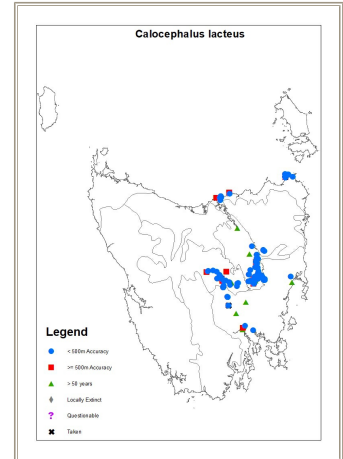 Calocephalus lacteus
Legend
< 500m Accuracy
>= 500m Accuracy
> 50 years
Locally Extinct
Questionable
Taken